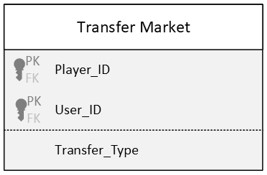 Transfer Market
PK
FK
Player_ID
PK
FK
User_ID
Transfer_Type